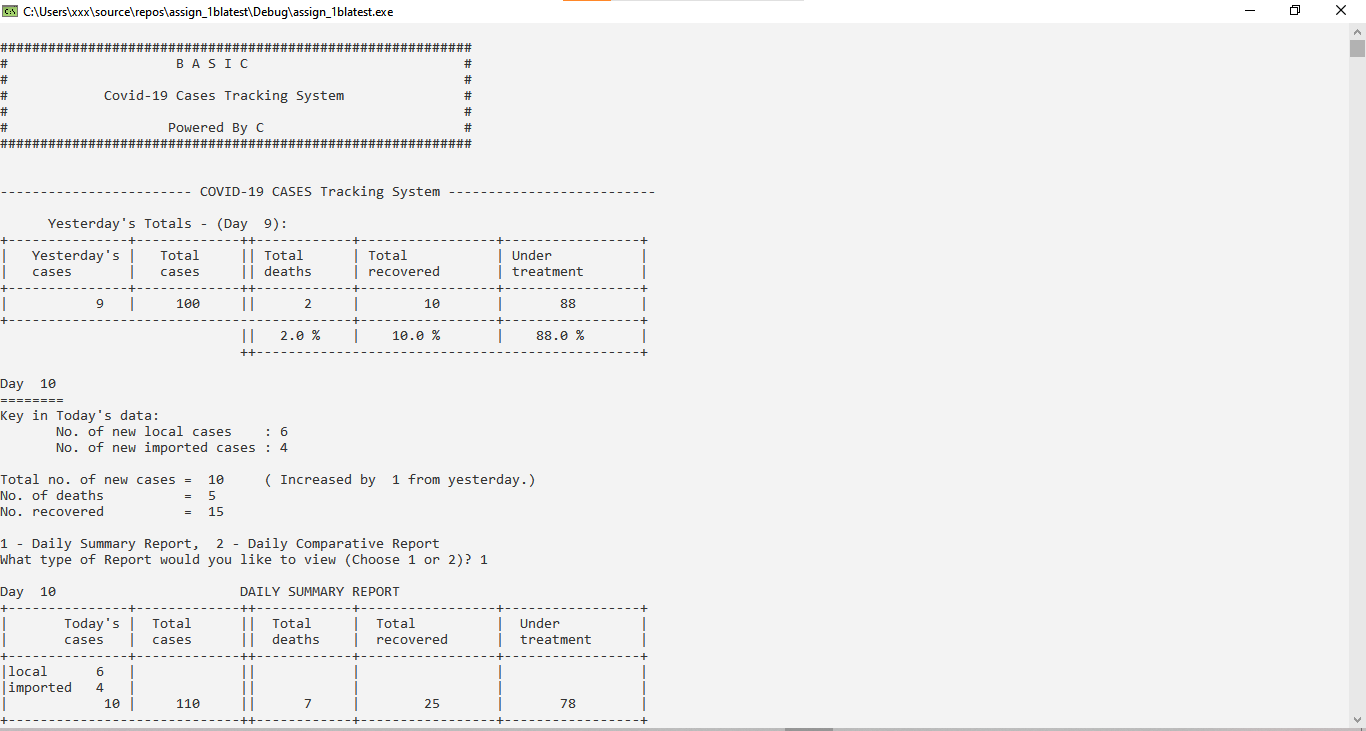 C:\Users\xxx\source\repos\assign_1blatest\Debug\assign_1blatest.exe
###########################################################
#                     B A S I C                           #
#                                                         #
#            Covid-19 Cases Tracking System               #
#                                                         #
#                    Powered By C                         #
###########################################################
------------------------ COVID-19 CASES Tracking System --------------------------
      Yesterday's Totals - (Day  9):
+---------------+-------------++------------+-----------------+-----------------+
|   Yesterday's |   Total     || Total      | Total           | Under           |
|   cases       |   cases     || deaths     | recovered       | treatment       |
+---------------+-------------++------------+-----------------+-----------------+
|           9   |     100     ||      2     |        10       |       88        |
+-----------------------------++------------+-----------------+-----------------+
                              ||   2.0 %    |    10.0 %       |    88.0 %       |
                              ++------------------------------------------------+
Day  10
========
Key in Today's data:
       No. of new local cases    : 6
       No. of new imported cases : 4
Total no. of new cases =  10     ( Increased by  1 from yesterday.)
No. of deaths          =  5
No. recovered          =  15
1 - Daily Summary Report,  2 - Daily Comparative Report
What type of Report would you like to view (Choose 1 or 2)? 1
Day  10                       DAILY SUMMARY REPORT
+---------------+-------------++------------+-----------------+-----------------+
|       Today's |  Total      ||  Total     |  Total          |  Under          |
|       cases   |  cases      ||  deaths    |  recovered      |  treatment      |
+---------------+-------------++------------+-----------------+-----------------+
|local      6   |             ||            |                 |                 |
|imported   4   |             ||            |                 |                 |
|            10 |     110     ||      7     |        25       |       78        |
+-----------------------------++------------+-----------------+-----------------+